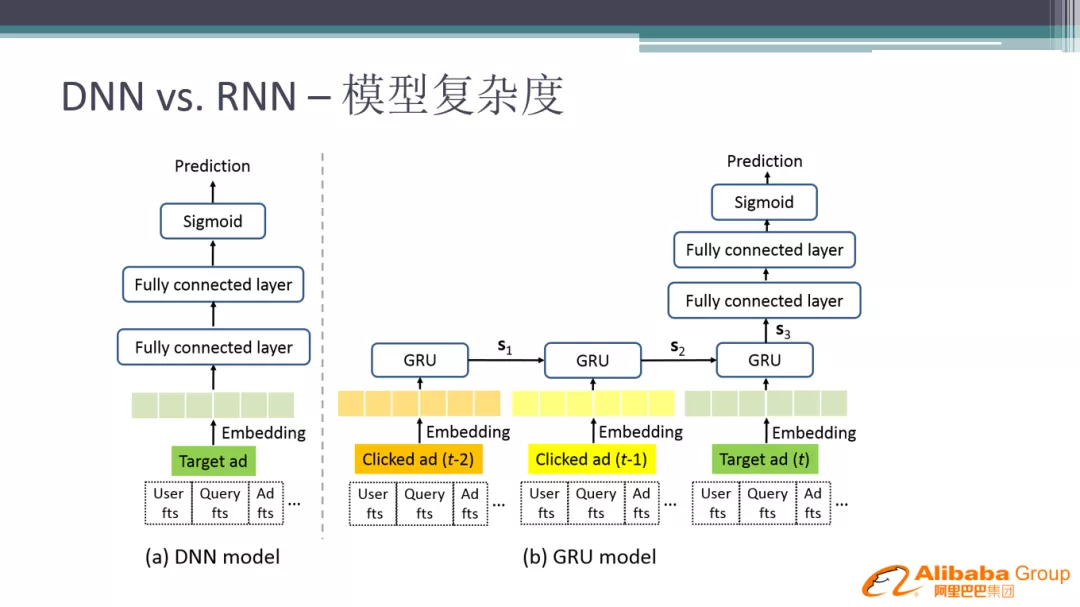 DNN vs. RNN – 模型复杂度
Prediction
Sigmoid
Fully connected layer
Fully connected layer
Embedding
Target ad
User fts
Query fts
Ad fts
...
(a) DNN model
Prediction
Sigmoid
Fully connected layer
Fully connected layer
s3
GRU
s1
GRU
s2
GRU
Embedding
Embedding
Embedding
Clicked ad (t-2)
Clicked ad (t-1)
Target ad (t)
User fts
Query fts
Ad fts
...
User fts
Query fts
Ad fts
...
User fts
Query fts
Ad fts
...
(b) GRU model
Alibaba Group
阿里巴巴集团